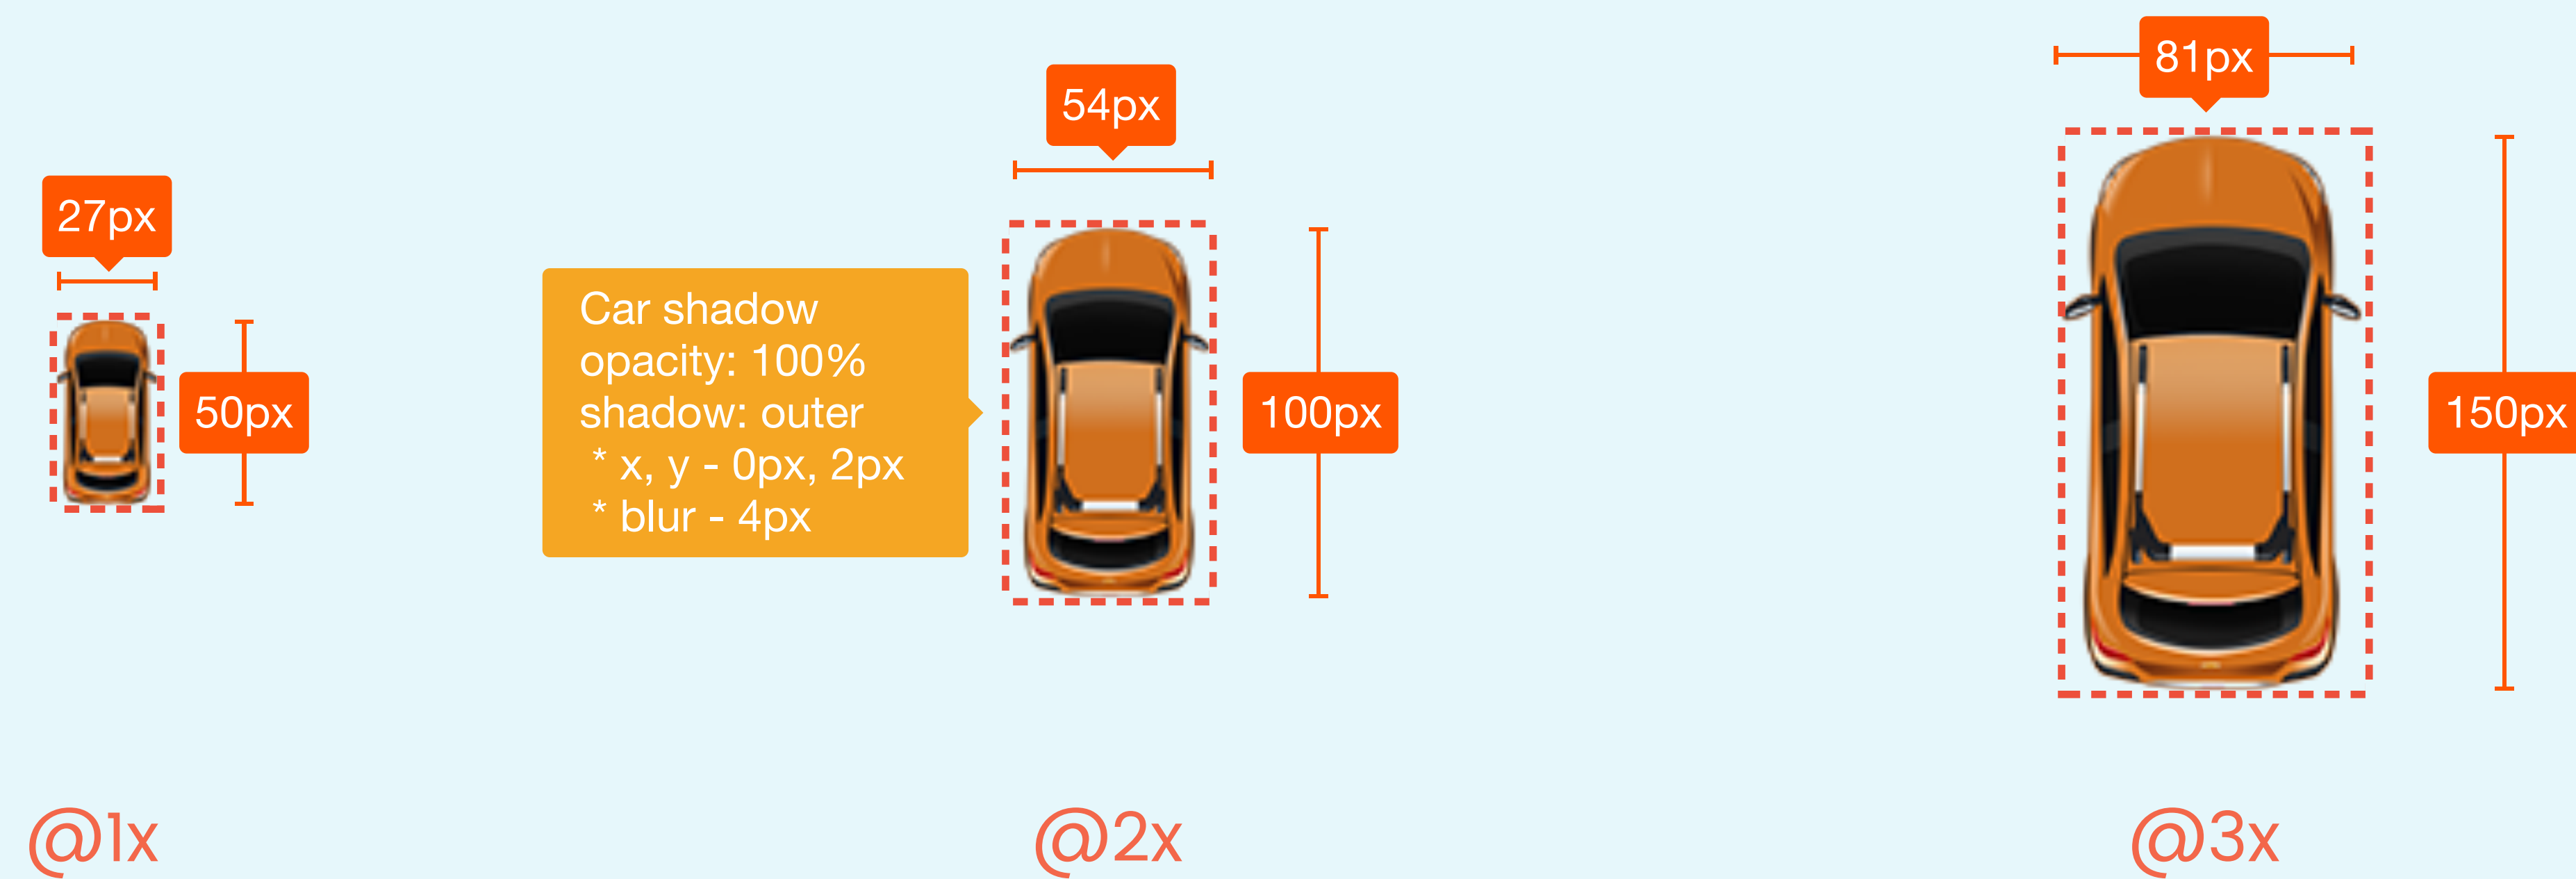 27px
50px
@1x
Car shadow
opacity: 100%
shadow: outer
* x, y - 0px, 2px
* blur - 4px
54px
100px
@2x
81px
150px
@3x